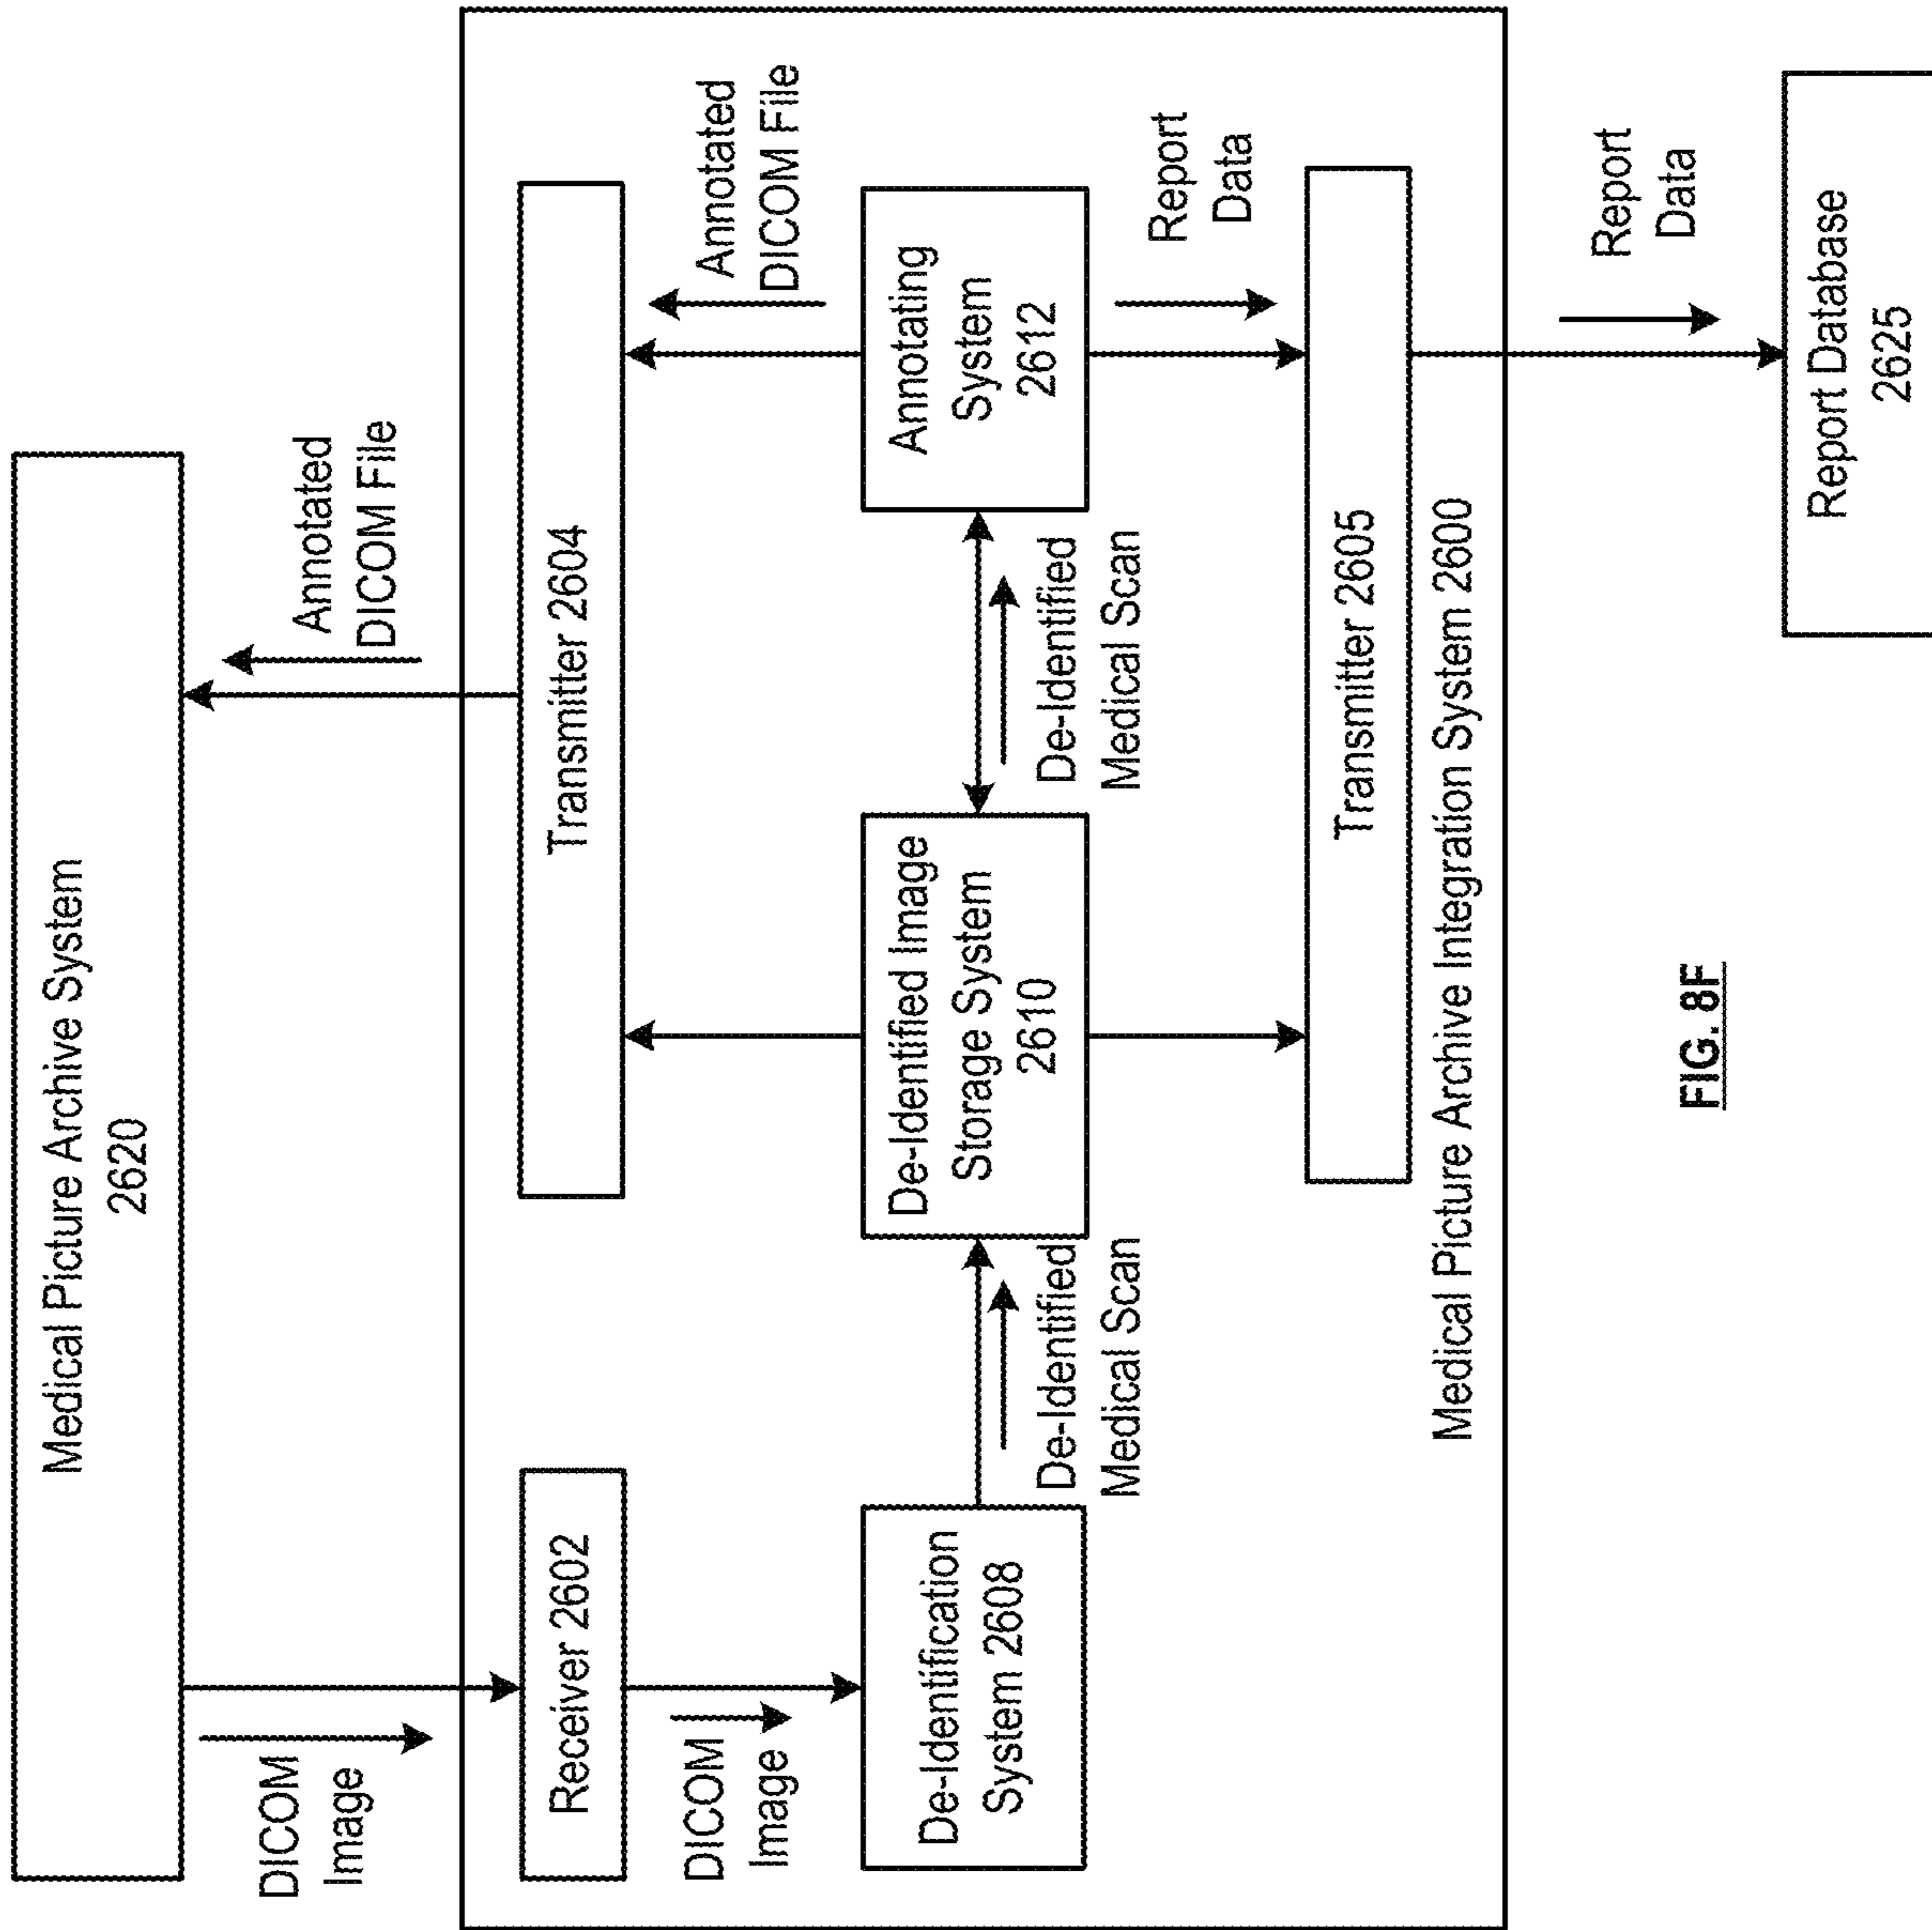 Medical Picture Archive System
2620
DICOM
Image
Annotated
DICOM File
Receiver 2602
Transmitter 2604
DICOM
Image
Annotated
DICOM File
De-Identification
System 2608
De-Identified Image
Storage System
2610
Annotating
System
2612
De-Identified
Medical Scan
De-Identified
Medical Scan
Report
Data
Transmitter 2605
Medical Picture Archive Integration System 2600
Report
Data
Report Database
2625
FIG. 8F